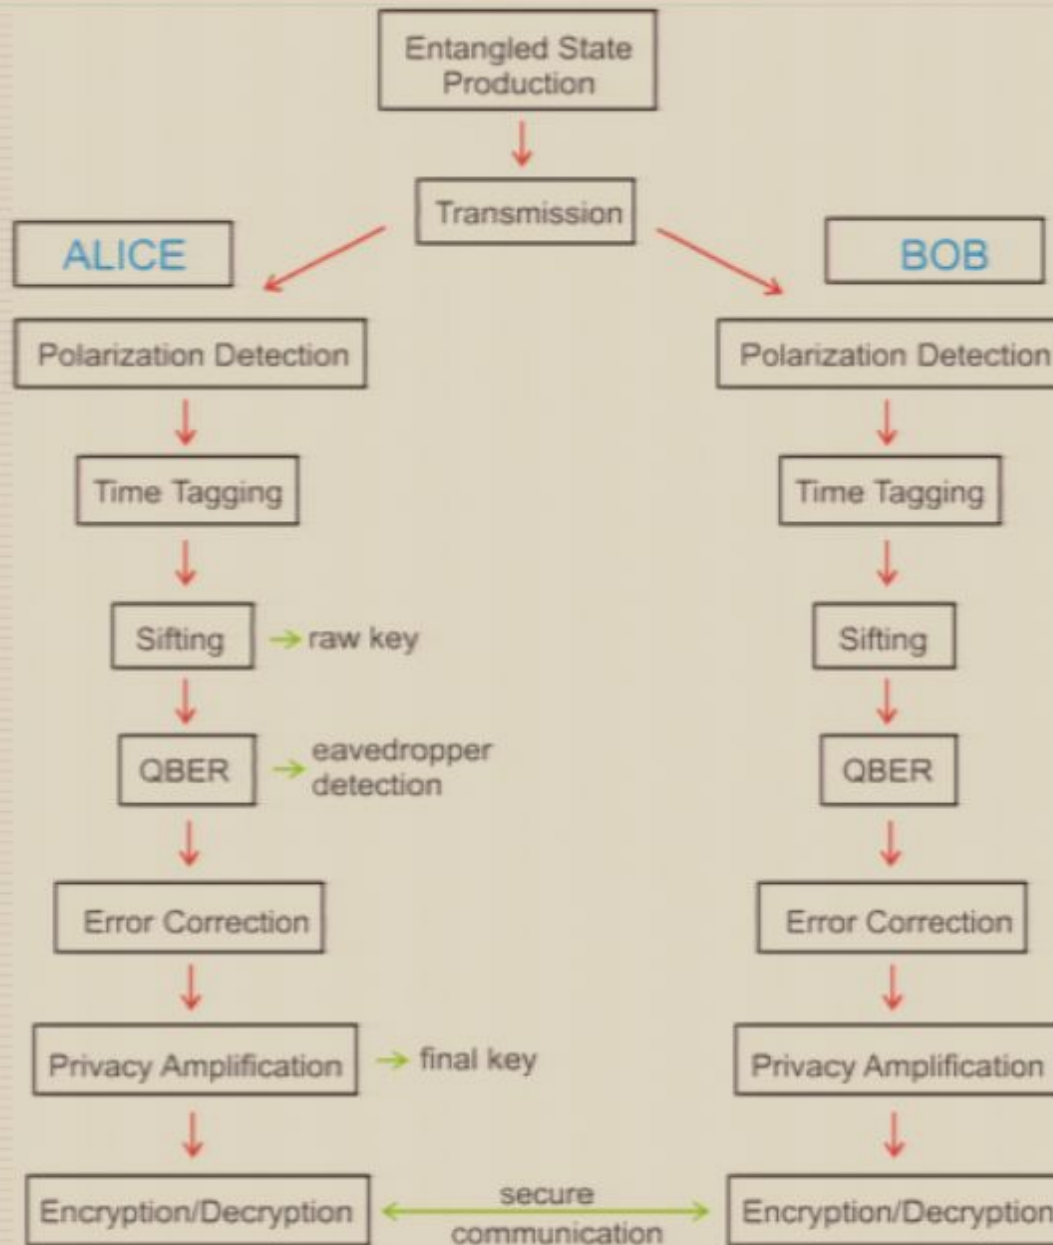 Entangled State
Production
Transmission
ALICE
BOB
Polarization Detection
Polarization Detection
Time Tagging
Time Tagging
Sifting
raw key
Sifting
QBER
eavedropper
detection
QBER
Error Correction
Error Correction
Privacy Amplification
final key
Privacy Amplification
Encryption/Decryption
secure
communication
Encryption/Decryption